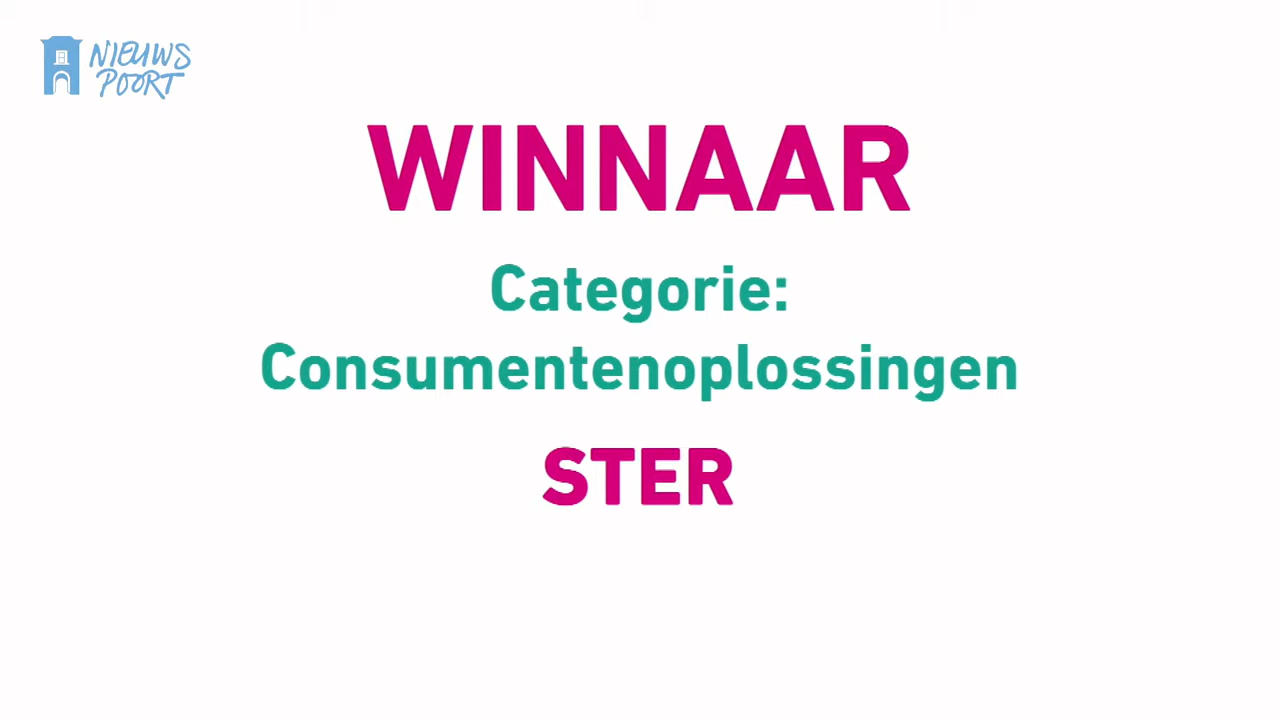 NIEUWS
POORT
WINNAAR
Categorie:
Consumentenoplossingen
STER